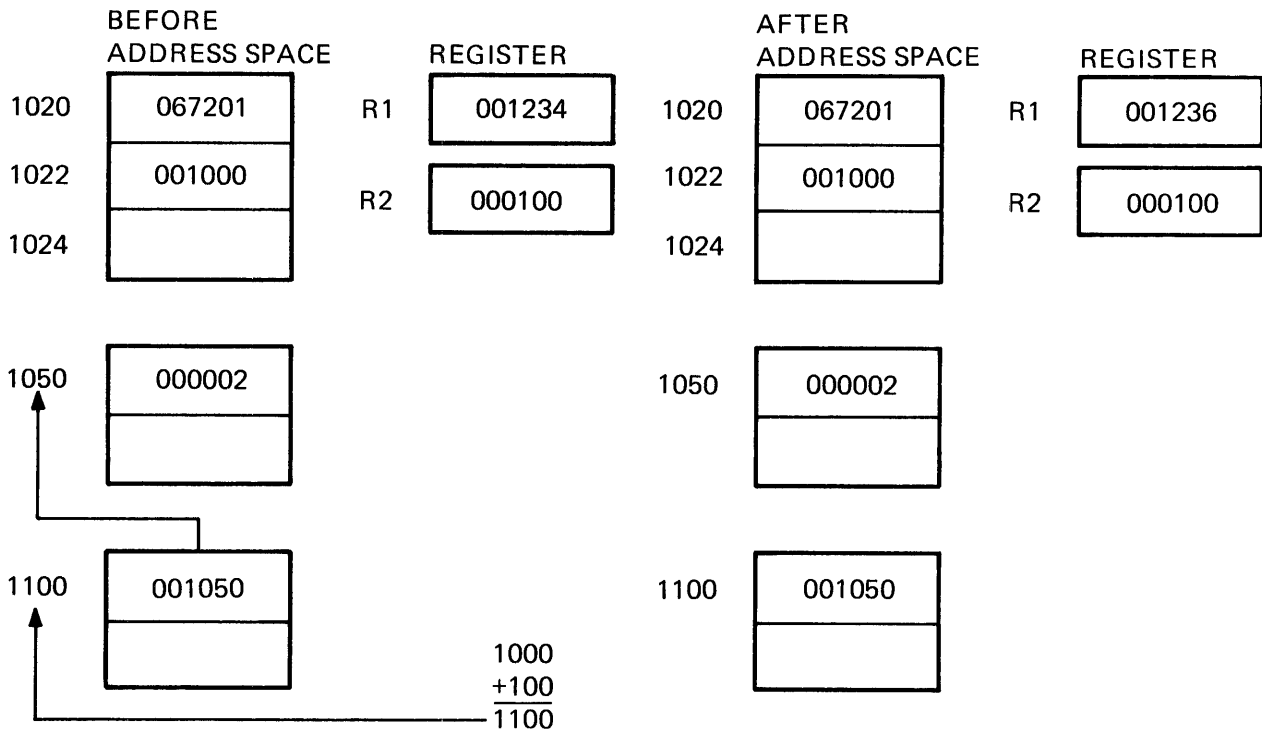 BEFORE
ADDRESS SPACE
REGISTER
1020
067201
R1
001234
1022
001000
R2
000100
1024
1050
000002
1100
001050
1000
+100
1100
AFTER
ADDRESS SPACE
REGISTER
1020
067201
R1
001236
1022
001000
R2
000100
1024
1050
000002
1100
001050